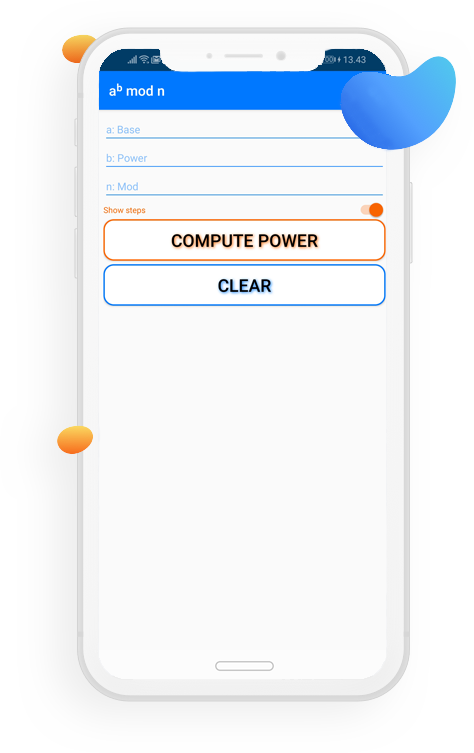 13.43
aᵇ mod n
a: Base
b: Power
n: Mod
Show steps
COMPUTE POWER
CLEAR